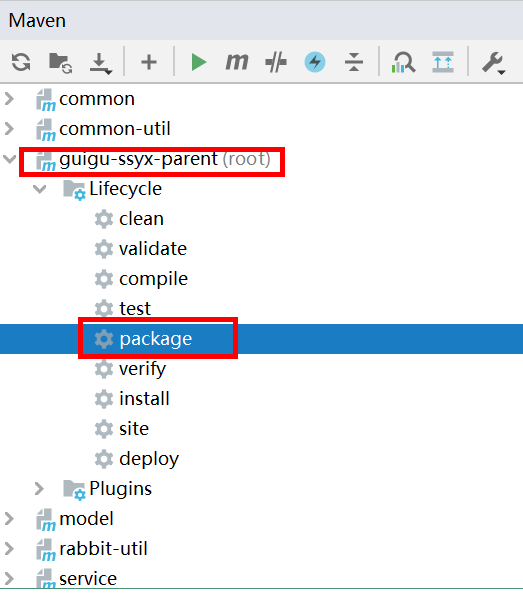 Maven
common
common-util
guigu-ssyx-parent (root)
Lifecycle
clean
validate
compile
test
package
verify
install
site
deploy
Plugins
model
rabbit-util
service